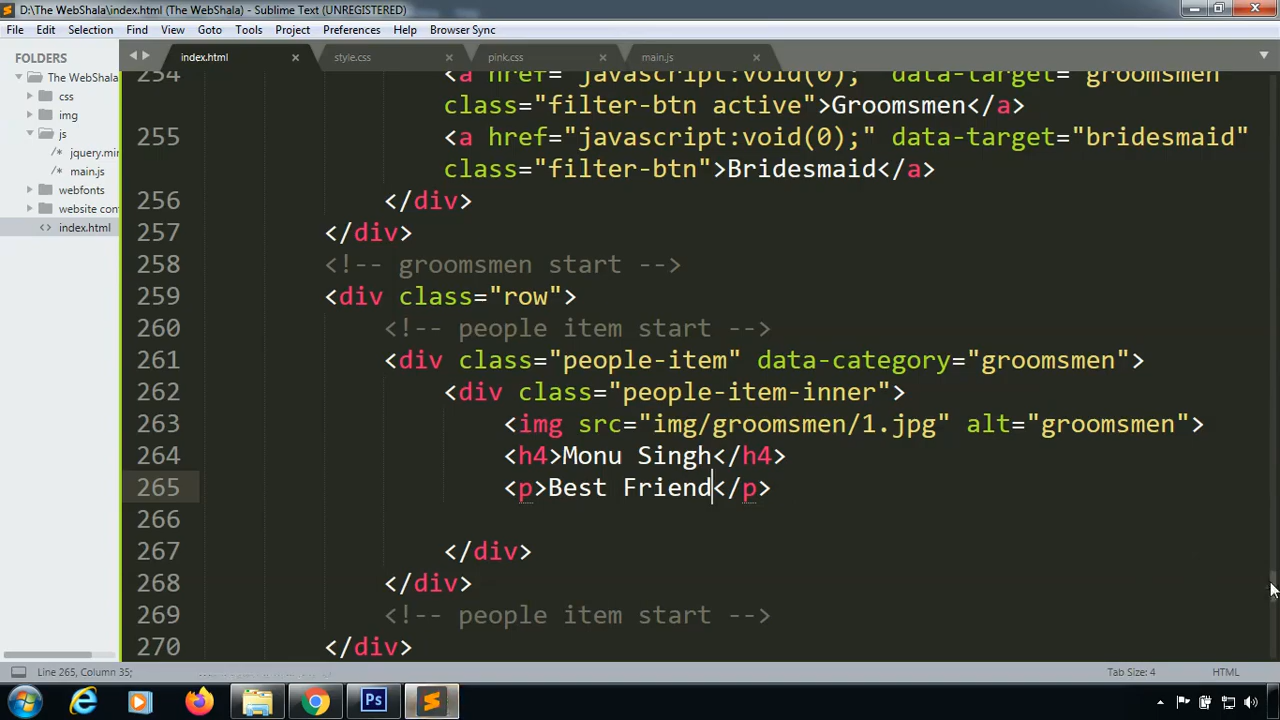 D:\The WebShala\index.html (The WebShala) - Sublime Text (UNREGISTERED)
File Edit Selection Find View Goto Tools Project Preferences Help Browser Sync
FOLDERS
The WebShala
css
img
js
/* jquery.min
/* main.js
webfonts
website con
<> index.html
index.html × style.css × pink.css × main.js ×
254 <a href="javascript:void(0);" data-target="groomsmen"
class="filter-btn active">Groomsmen</a>
255 <a href="javascript:void(0);" data-target="bridesmaid"
class="filter-btn">Bridesmaid</a>
256 </div>
257 </div>
258 <!-- groomsmen start -->
259 <div class="row">
260 <!-- people item start -->
261 <div class="people-item" data-category="groomsmen">
262 <div class="people-item-inner">
263 <img src="img/groomsmen/1.jpg" alt="groomsmen">
264 <h4>Monu Singh</h4>
265 <p>Best Friend</p>
266
267 </div>
268 </div>
269 <!-- people item start -->
270 </div>
Line 265, Column 35; Tab Size: 4 HTML
Ps